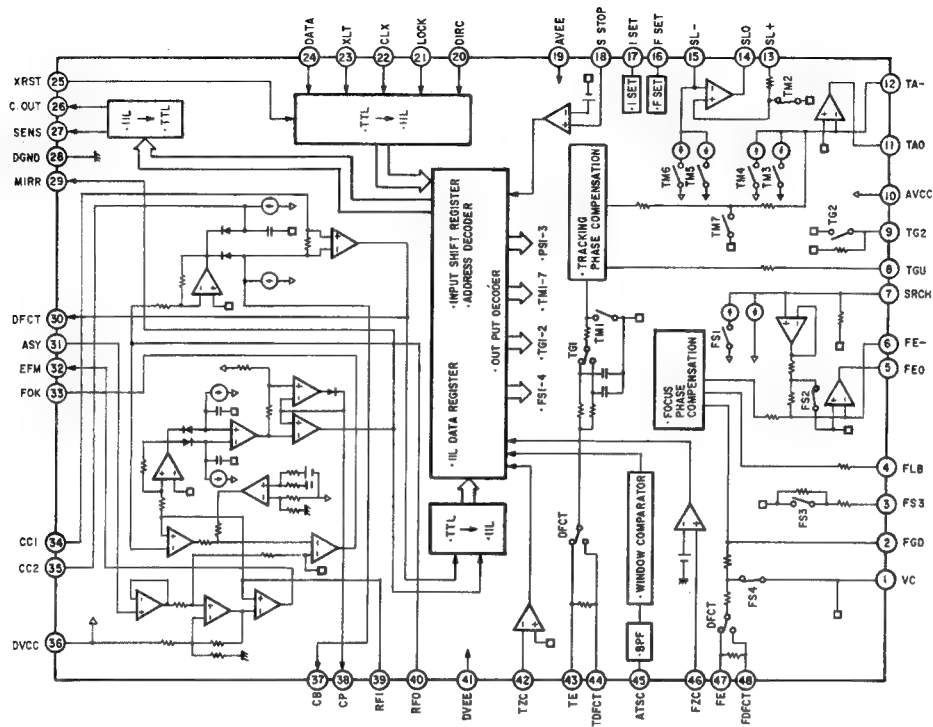 DATA
XLT
CLX
LOCK
DIRC
AVEE
S STOP
I SET
F SET
SL-
SLO
SL+
24
23
22
21
20
19
18
17
16
15
14
13
XRST
25
C.OUT
26
SENS
27
DGND
28
MIRR
29
DFCT
30
ASY
31
EFM
32
FOK
33
CC1
34
CC2
35
DVCC
36
·IIL
→
·TTL
·TTL
→
·IIL
·I SET
·F SET
TM2
TM6
TM5
TM4
TM3
TM7
TG2
12
TA-
11
TAO
10
AVCC
9
TG2
8
TGU
7
SRCH
6
FE-
5
FEO
4
FLB
3
FS3
2
FGD
1
VC
·IIL DATA REGISTER
·INPUT SHIFT REGISTER
·ADDRESS DECODER
·OUT PUT DECODER
·PS1-3
·TM1-7
·TG1-2
·FS1-4
·TTL
→
·IIL
·TRACKING
PHASE COMPENSATION
TG1
TM1
·FOCUS
PHASE
COMPENSATION
FS1
FS2
FS3
FS4
DFCT
DFCT
·WINDOW COMPARATOR
·BPF
37
38
39
40
41
42
43
44
45
46
47
48
CB
CP
RFI
RFO
DVEE
TZC
TE
TDFCT
ATSC
FZC
FE
FDFCT